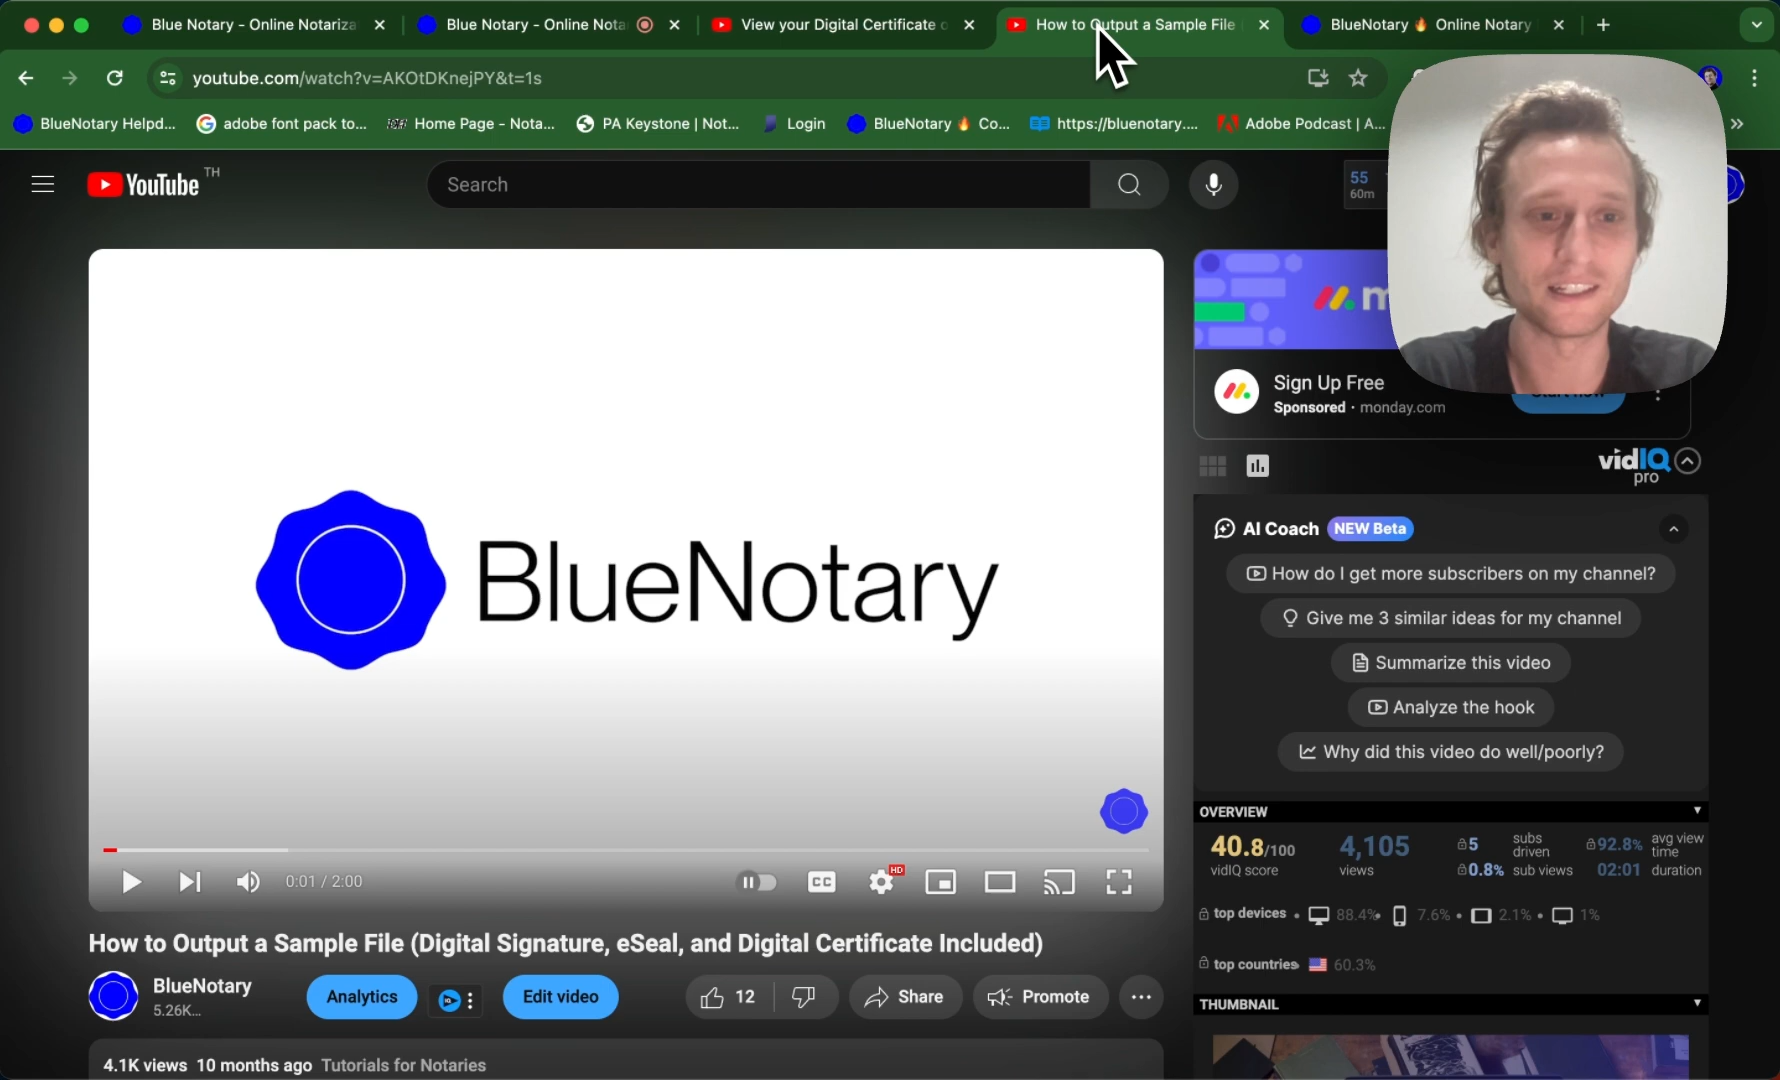 Blue Notary - Online Notariza
Blue Notary - Online Nota
View your Digital Certificate o
How to Output a Sample File
BlueNotary 🔥 Online Notary
youtube.com/watch?v=AKOtDKnejPY&t=1s
BlueNotary Helpd...
adobe font pack to...
Home Page - Nota...
PA Keystone | Not...
Login
BlueNotary 🔥 Co...
https://bluenotary....
Adobe Podcast | A...
»
YouTube TH
Search
55
60m
Sign Up Free
Sponsored · monday.com
vidIQ
pro
AI Coach NEW Beta
How do I get more subscribers on my channel?
Give me 3 similar ideas for my channel
Summarize this video
Analyze the hook
Why did this video do well/poorly?
BlueNotary
0:01 / 2:00
CC
HD
OVERVIEW
40.8/100
vidIQ score
4,105
views
5 subs driven
0.8% sub views
92.8% avg view time
02:01 duration
top devices • 88.4% • 7.6% • 2.1% • 1%
top countries 60.3%
THUMBNAIL
How to Output a Sample File (Digital Signature, eSeal, and Digital Certificate Included)
BlueNotary
5.26K...
Analytics
Edit video
12
Share
Promote
4.1K views 10 months ago Tutorials for Notaries